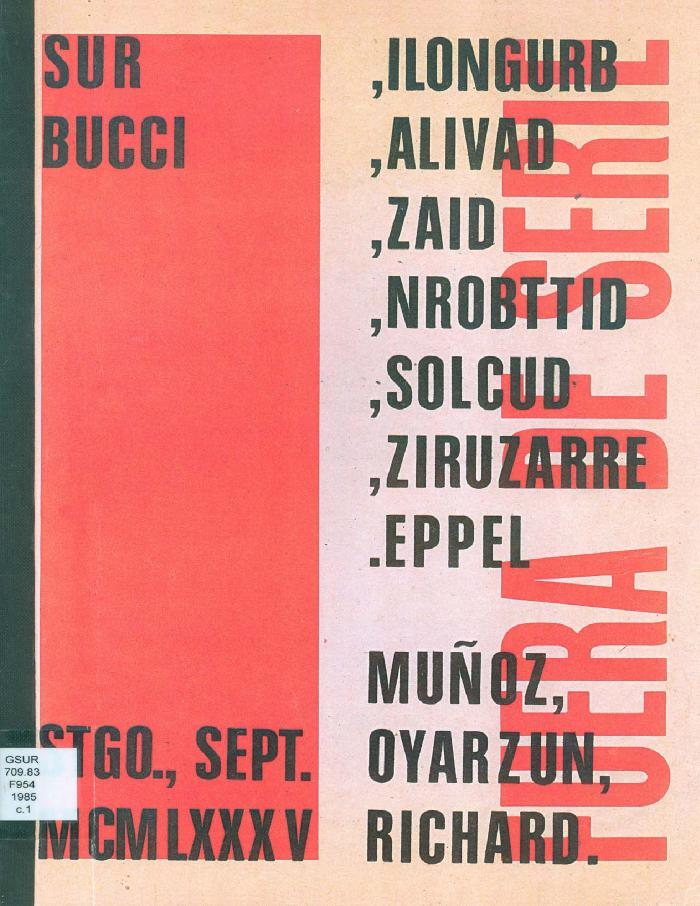 SUR
BUCCI
,ILONGURB
,ALIVAD
,ZAID
,NROBTTID
,SOLCUD
,ZIRUZARRE
.EPPEL
MUÑOZ,
OYARZUN,
RICHARD.
FUERA DE SERIE
STGO., SEPT.
MCMLXXXV
GSUR
709.83
F954
1985
c.1